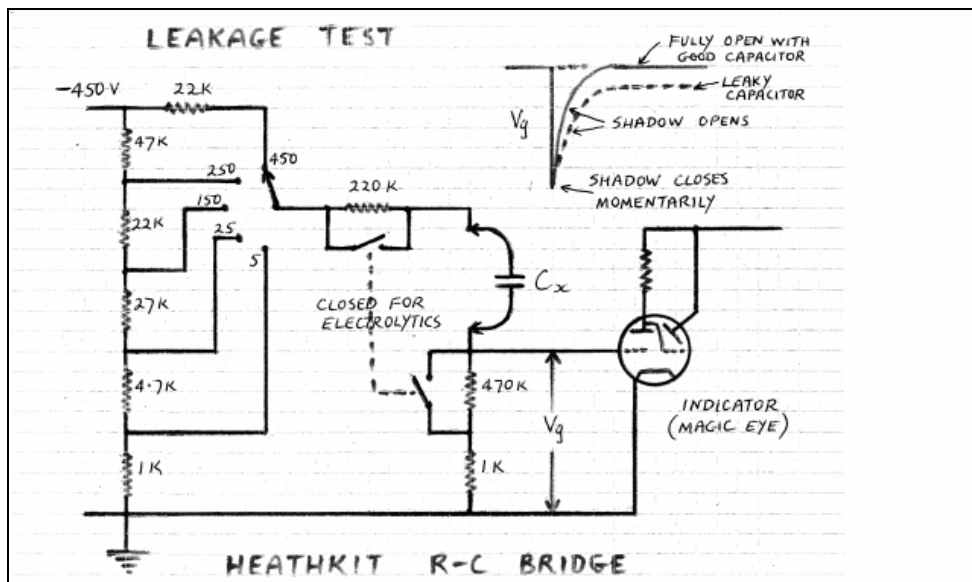 LEAKAGE TEST
-450V
22K
47K
450
250
22K
150
25
5
27K
4.7K
1K
220K
CLOSED FOR
ELECTROLYTICS
Cx
470K
1K
Vg
Vg
FULLY OPEN WITH
GOOD CAPACITOR
LEAKY
CAPACITOR
SHADOW OPENS
SHADOW CLOSES
MOMENTARILY
INDICATOR
(MAGIC EYE)
HEATHKIT R-C BRIDGE